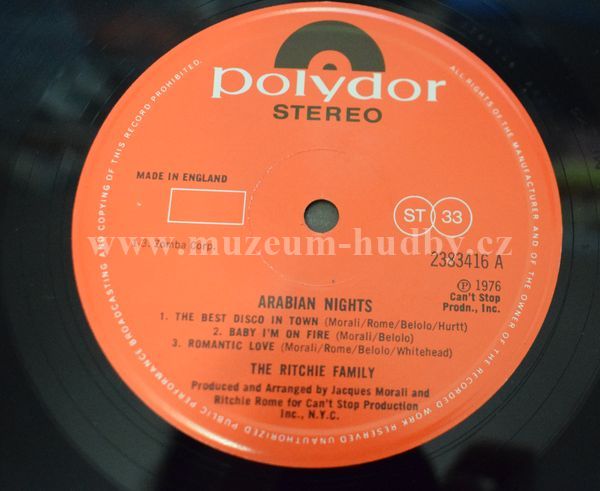 polydor
STEREO
MADE IN ENGLAND
ST 33
1/3. Zomba Corp.
2383416 A
Ⓟ 1976
Can't Stop
Prodn., Inc.
www.muzeum-hudby.cz
ARABIAN NIGHTS
1. THE BEST DISCO IN TOWN (Morali/Rome/Belolo/Hurtt)
2. BABY I'M ON FIRE (Morali/Belolo)
3. ROMANTIC LOVE (Morali/Rome/Belolo/Whitehead)
THE RITCHIE FAMILY
Produced and Arranged by Jacques Morali and
Ritchie Rome for Can't Stop Production
Inc., N.Y.C.
ALL RIGHTS OF THE MANUFACTURER AND OF THE OWNER OF THE RECORDED WORK RESERVED UNAUTHORIZED PUBLIC PERFORMANCE BROADCASTING AND COPYING OF THIS RECORD PROHIBITED.